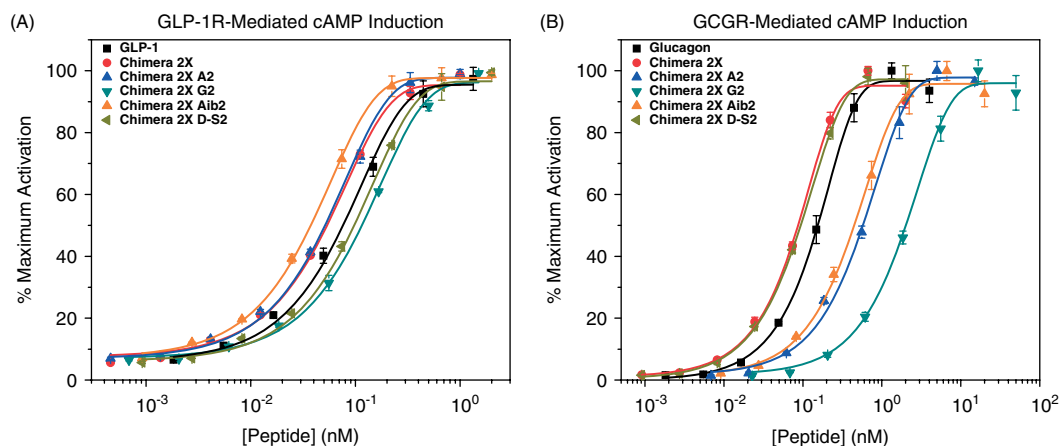 (A) GLP-1R-Mediated cAMP Induction
% Maximum Activation
100
80
60
40
20
0
GLP-1
Chimera 2X
Chimera 2X A2
Chimera 2X G2
Chimera 2X Aib2
Chimera 2X D-S2
10⁻³ 10⁻² 10⁻¹ 10⁰
[Peptide] (nM)
(B) GCGR-Mediated cAMP Induction
% Maximum Activation
100
80
60
40
20
0
Glucagon
Chimera 2X
Chimera 2X A2
Chimera 2X G2
Chimera 2X Aib2
Chimera 2X D-S2
10⁻³ 10⁻² 10⁻¹ 10⁰ 10¹ 10²
[Peptide] (nM)